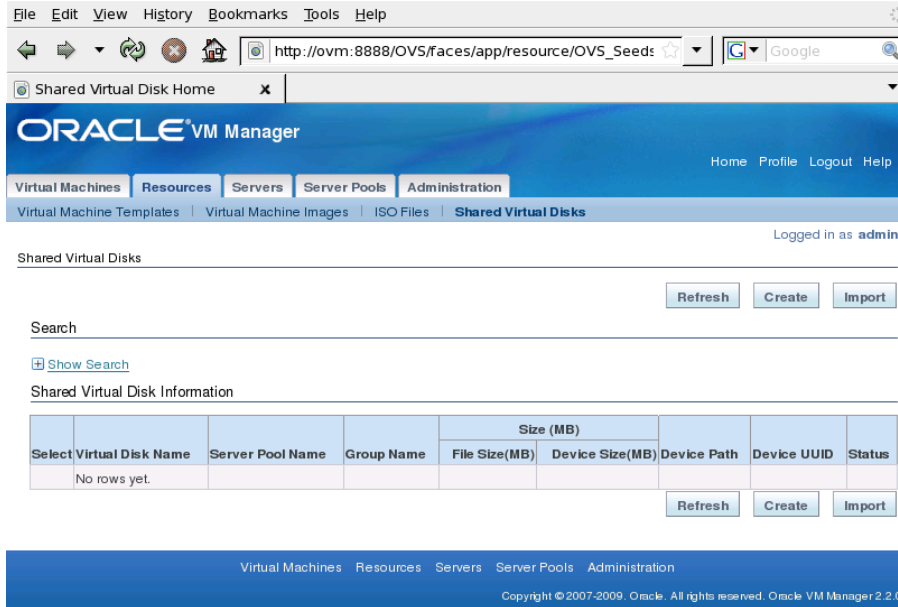 File Edit View History Bookmarks Tools Help
http://ovm:8888/OVS/faces/app/resource/OVS_Seeds G Google
Shared Virtual Disk Home x
ORACLE VM Manager
Home Profile Logout Help
Virtual Machines Resources Servers Server Pools Administration
Virtual Machine Templates | Virtual Machine Images | ISO Files | Shared Virtual Disks
Logged in as admin
Shared Virtual Disks
Refresh Create Import
Search
Show Search
Shared Virtual Disk Information
Size (MB)
Select Virtual Disk Name Server Pool Name Group Name File Size(MB) Device Size(MB) Device Path Device UUID Status
No rows yet.
Refresh Create Import
Virtual Machines Resources Servers Server Pools Administration
Copyright © 2007-2009. Oracle. All rights reserved. Oracle VM Manager 2.2.0